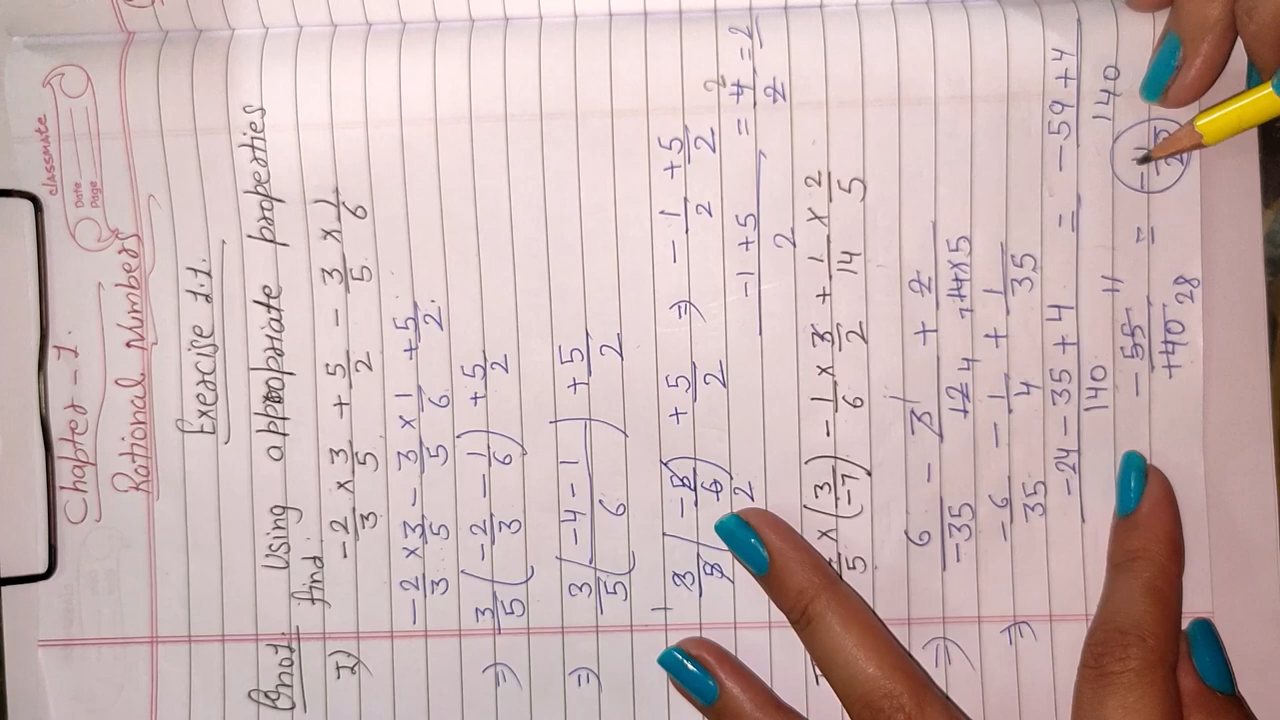 CLASSMATE
Date
Page
Chapter - 1.
Rational Numbers
Exercise 1.1.
Using appropriate properties
find.
I) -2/3 × 3/5 + 5/2 - 3/5 × 1/6
-2/3 × 3/5 - 3/5 × 1/6 + 5/2.
⇒ 3/5 (-2/3 - 1/6) + 5/2
⇒ 3/5 ((-4-1)/6) + 5/2
3/5 (-5/6) + 5/2 ⇒ -1/2 + 5/2
(-1+5)/2 = 4/2 = 2
/5 × (3/-7) - 1/6 × 3/2 + 1/14 × 2/5
⇒ 6/-35 - 3/12 + 2/14×5
⇒ -6/35 - 1/4 + 1/35
(-24-35+4)/140 = (-59+4)/140
-55/140 = -11/28